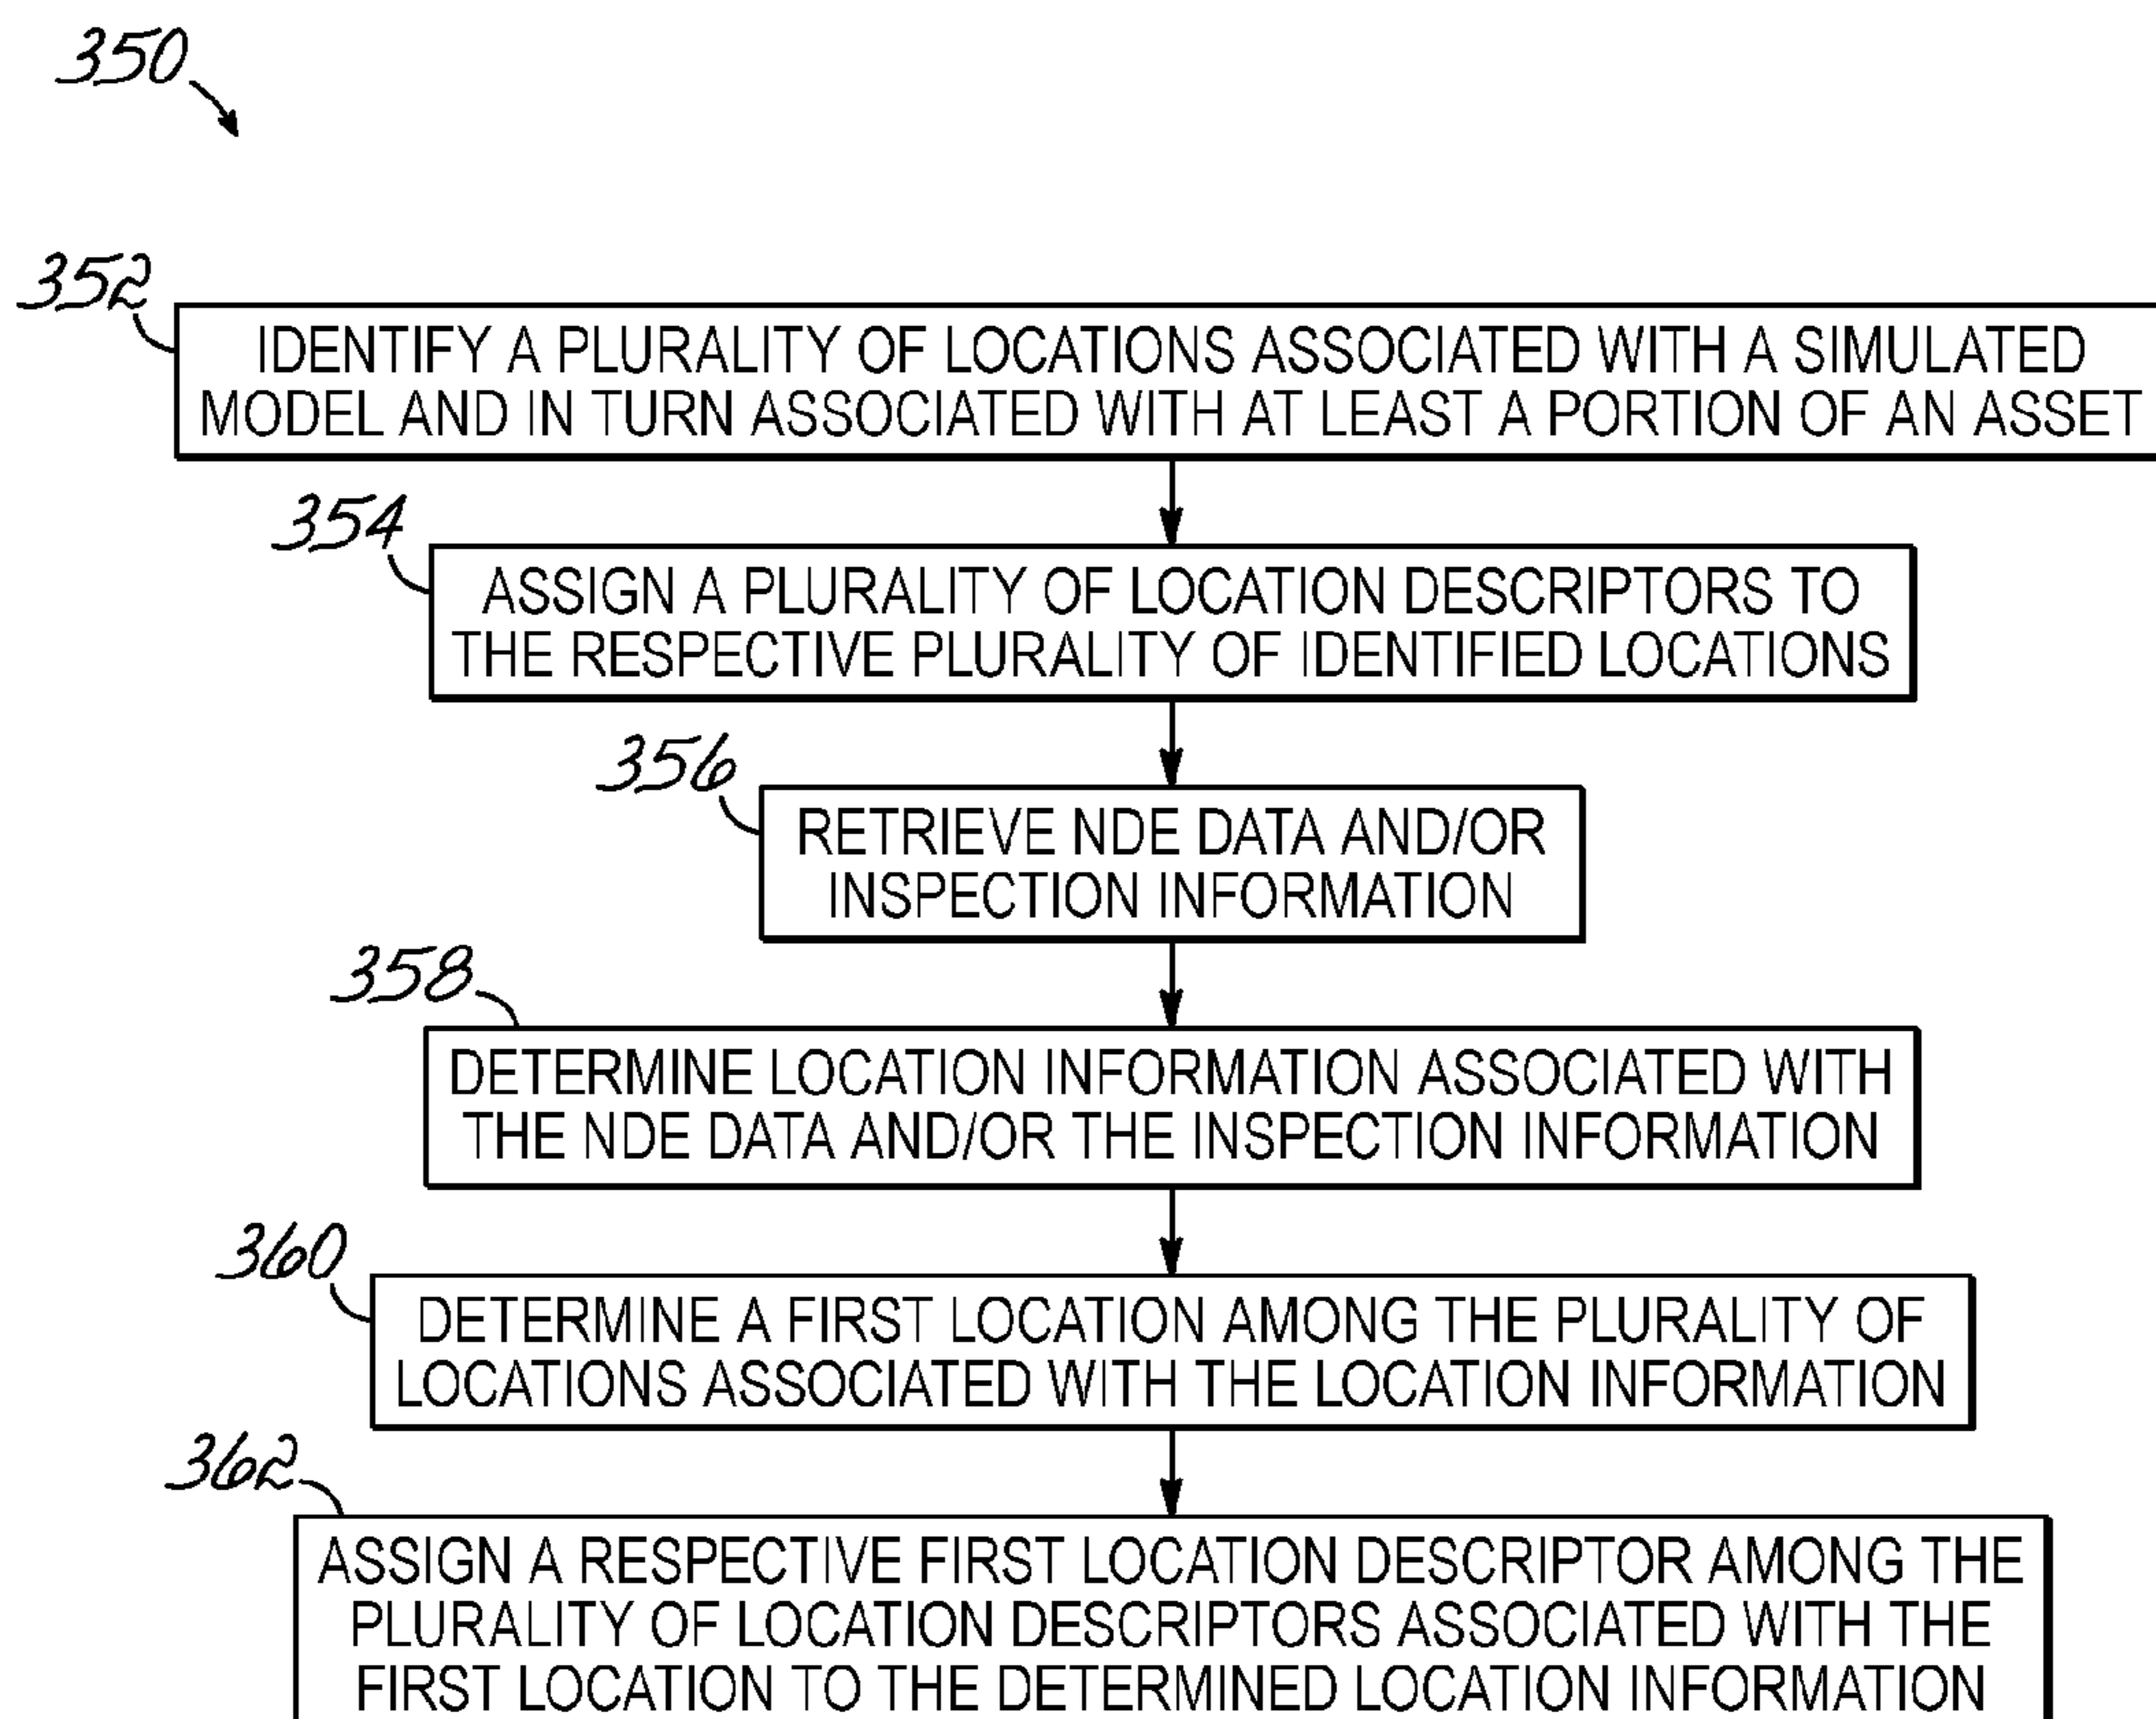 350
352
IDENTIFY A PLURALITY OF LOCATIONS ASSOCIATED WITH A SIMULATED
MODEL AND IN TURN ASSOCIATED WITH AT LEAST A PORTION OF AN ASSET
354
ASSIGN A PLURALITY OF LOCATION DESCRIPTORS TO
THE RESPECTIVE PLURALITY OF IDENTIFIED LOCATIONS
356
RETRIEVE NDE DATA AND/OR
INSPECTION INFORMATION
358
DETERMINE LOCATION INFORMATION ASSOCIATED WITH
THE NDE DATA AND/OR THE INSPECTION INFORMATION
360
DETERMINE A FIRST LOCATION AMONG THE PLURALITY OF
LOCATIONS ASSOCIATED WITH THE LOCATION INFORMATION
362
ASSIGN A RESPECTIVE FIRST LOCATION DESCRIPTOR AMONG THE
PLURALITY OF LOCATION DESCRIPTORS ASSOCIATED WITH THE
FIRST LOCATION TO THE DETERMINED LOCATION INFORMATION